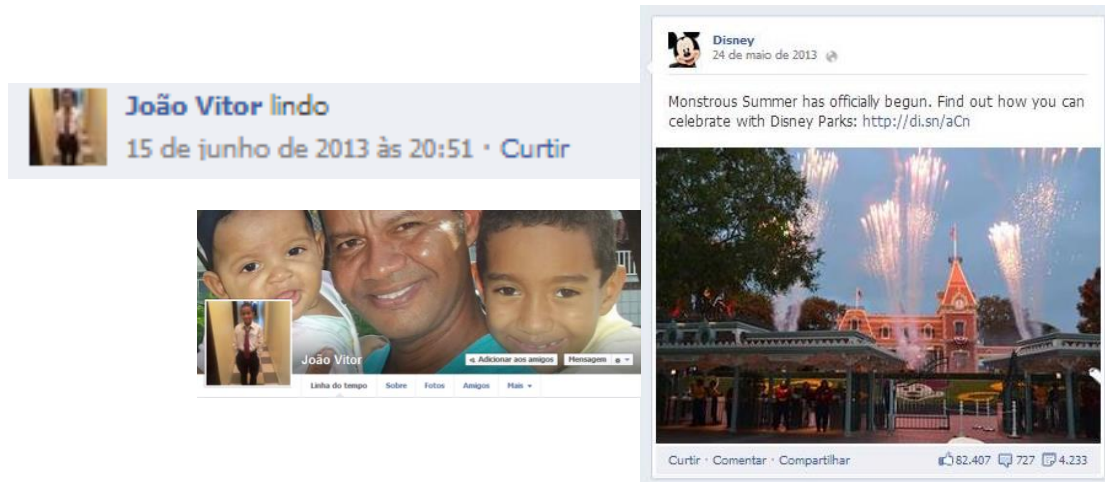 João Vitor lindo
15 de junho de 2013 às 20:51 · Curtir
João Vitor
Adicionar aos amigos
Mensagem
Linha do tempo Sobre Fotos Amigos Mais
Disney
24 de maio de 2013
Monstrous Summer has officially begun. Find out how you can
celebrate with Disney Parks: http://di.sn/aCn
Curtir · Comentar · Compartilhar 82.407 727 4.233